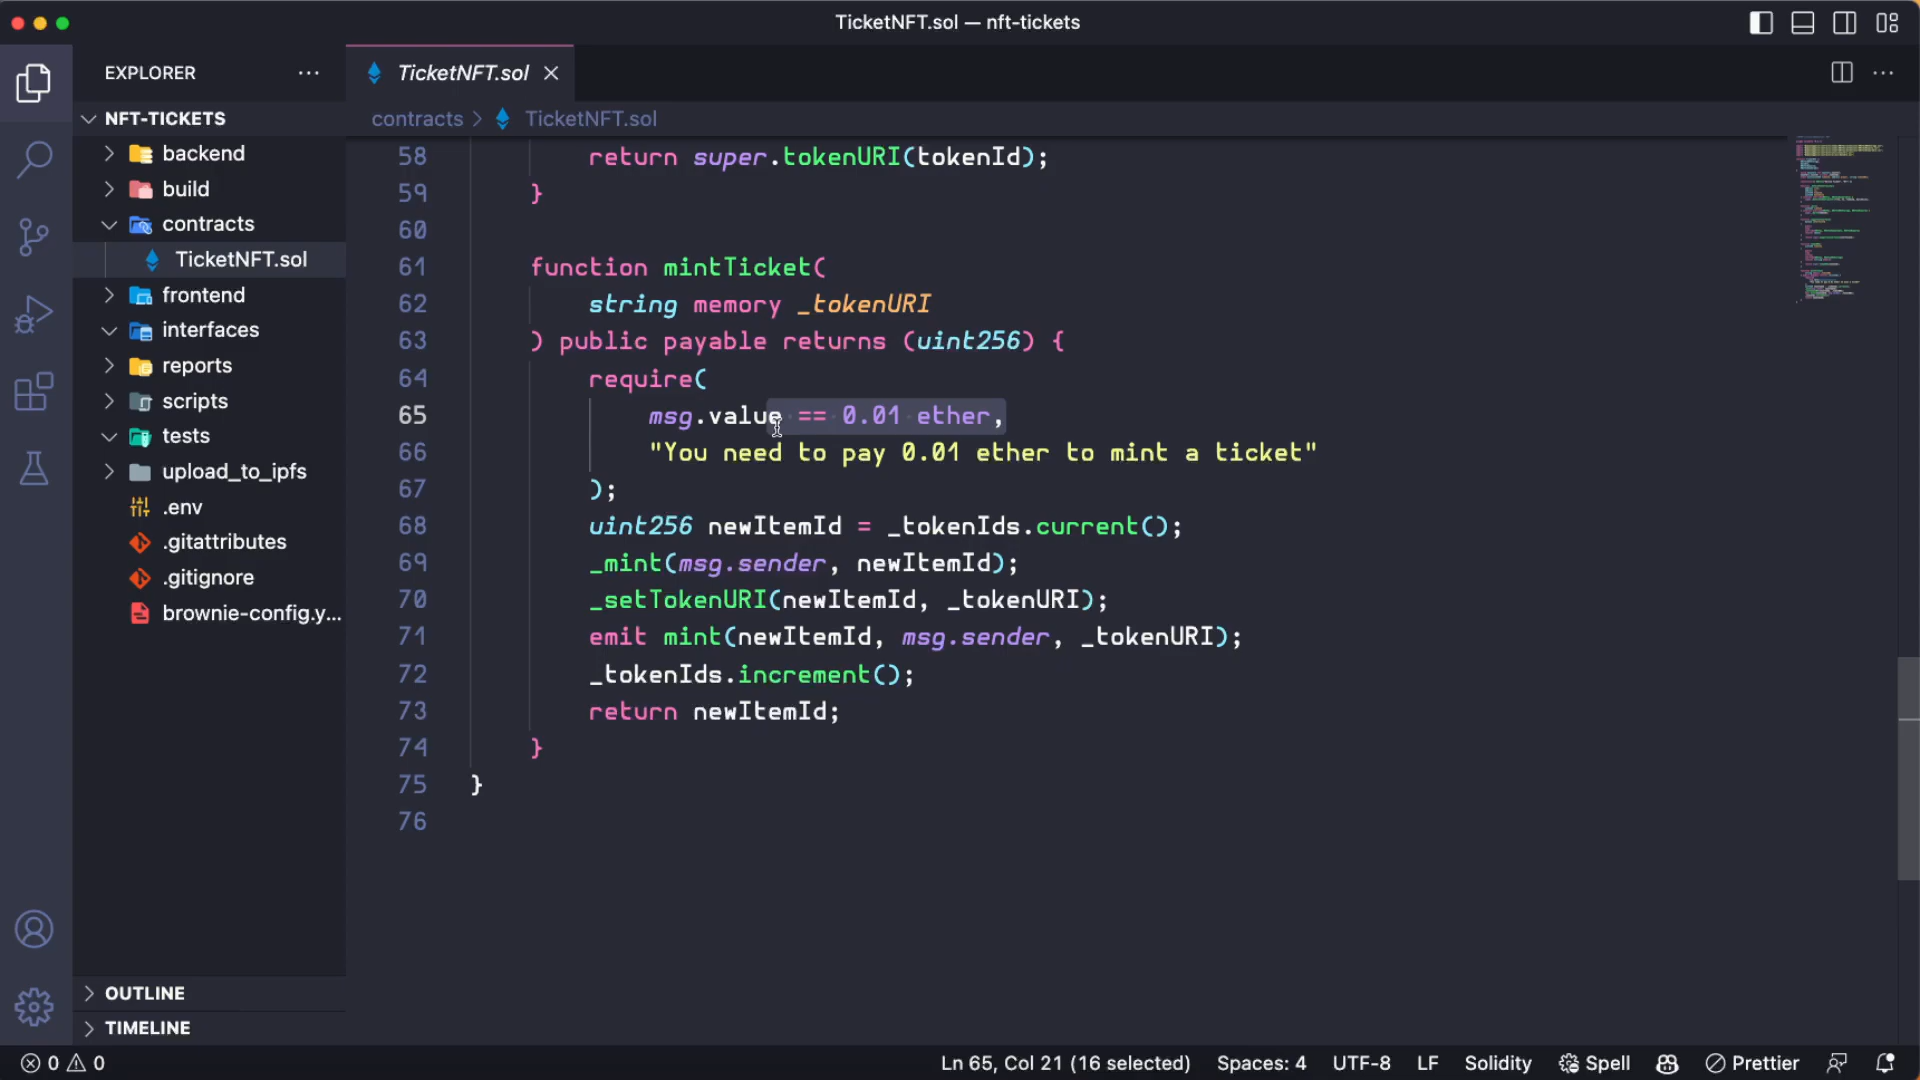 TicketNFT.sol — nft-tickets
EXPLORER
TicketNFT.sol
NFT-TICKETS
contracts > TicketNFT.sol
backend
build
contracts
TicketNFT.sol
frontend
interfaces
reports
scripts
tests
upload_to_ipfs
.env
.gitattributes
.gitignore
brownie-config.y...
OUTLINE
TIMELINE
58 return super.tokenURI(tokenId);
59 }
60
61 function mintTicket(
62 string memory _tokenURI
63 ) public payable returns (uint256) {
64 require(
65 msg.value == 0.01 ether,
66 "You need to pay 0.01 ether to mint a ticket"
67 );
68 uint256 newItemId = _tokenIds.current();
69 _mint(msg.sender, newItemId);
70 _setTokenURI(newItemId, _tokenURI);
71 emit mint(newItemId, msg.sender, _tokenURI);
72 _tokenIds.increment();
73 return newItemId;
74 }
75 }
76
0 0 Ln 65, Col 21 (16 selected) Spaces: 4 UTF-8 LF Solidity Spell Prettier